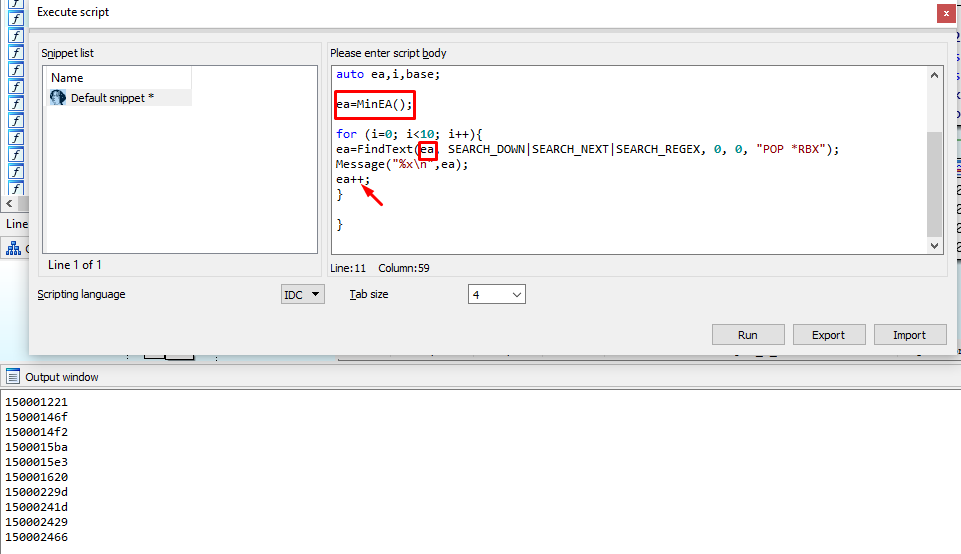 Execute script
x
Snippet list
Name
Default snippet *
Line 1 of 1
Please enter script body
auto ea,i,base;
ea=MinEA();
for (i=0; i<10; i++){
ea=FindText(ea, SEARCH_DOWN|SEARCH_NEXT|SEARCH_REGEX, 0, 0, "POP *RBX");
Message("%x\n",ea);
ea++;
}
}
Line:11 Column:59
Scripting language
IDC
Tab size
4
Run
Export
Import
Line
Output window
150001221
15000146f
1500014f2
1500015ba
1500015e3
150001620
15000229d
15000241d
150002429
150002466